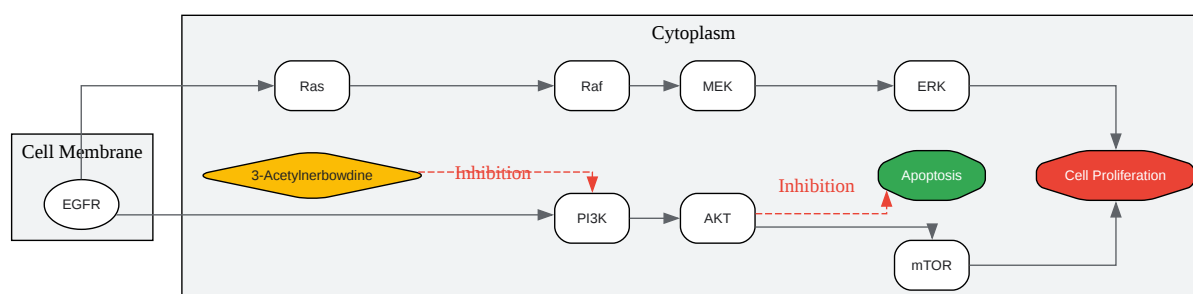 Cytoplasm
Ras
Raf
MEK
ERK
Cell Membrane
3-Acetylnerbowdine
Inhibition
Inhibition
Apoptosis
Cell Proliferation
EGFR
PI3K
AKT
mTOR